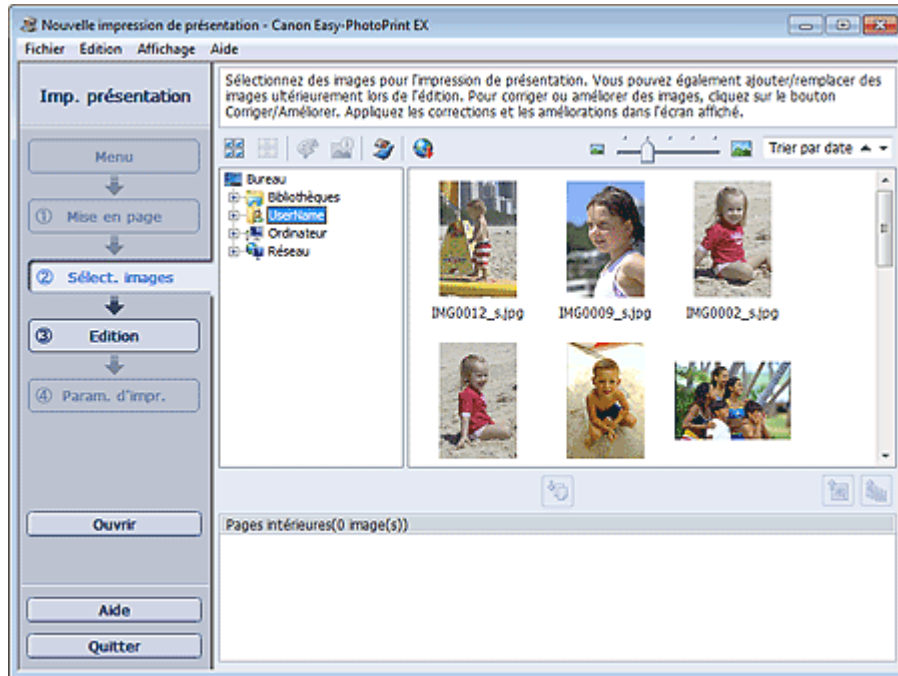 Nouvelle impression de présentation - Canon Easy-PhotoPrint EX
Fichier Edition Affichage Aide
Imp. présentation
Sélectionnez des images pour l'impression de présentation. Vous pouvez également ajouter/remplacer des
images ultérieurement lors de l'édition. Pour corriger ou améliorer des images, cliquez sur le bouton
Corriger/Améliorer. Appliquez les corrections et les améliorations dans l'écran affiché.
Menu
① Mise en page
② Sélect. images
③ Edition
④ Param. d'impr.
Ouvrir
Aide
Quitter
Trier par date
Bureau
Bibliothèques
UserName
Ordinateur
Réseau
IMG0012_s.jpg IMG0009_s.jpg IMG0002_s.jpg
Pages intérieures(0 image(s))